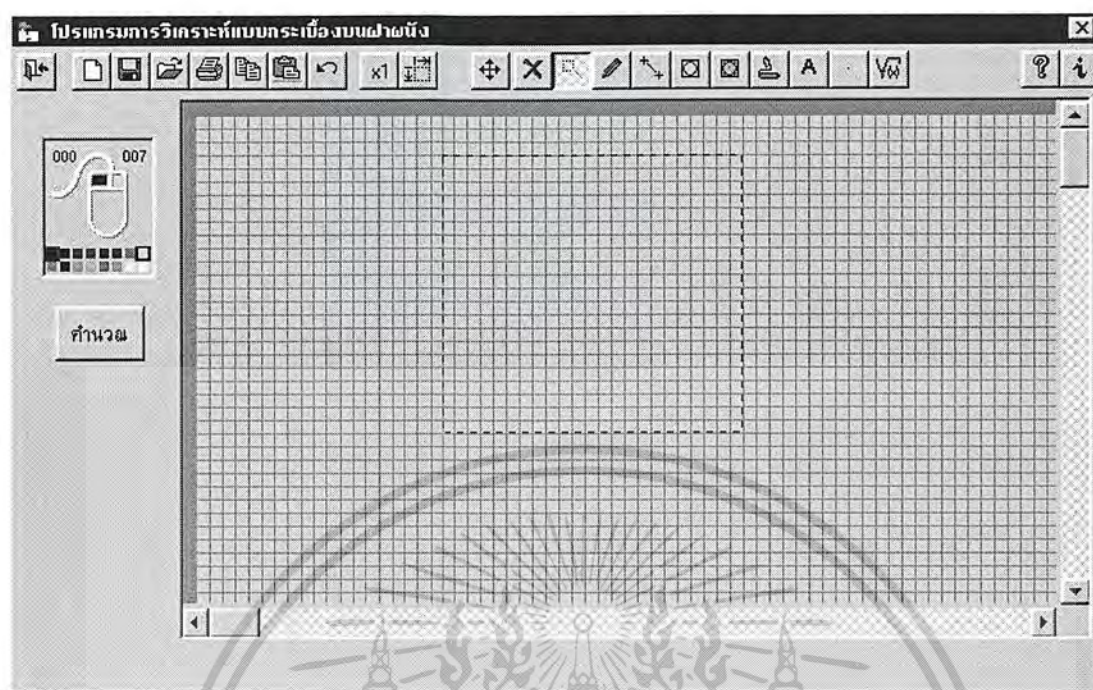 โปรแกรมการวิเคราะห์แบบกระเบื้องบนฝาผนัง
x1 A √f(x) ? i
000 007
คำนวณ